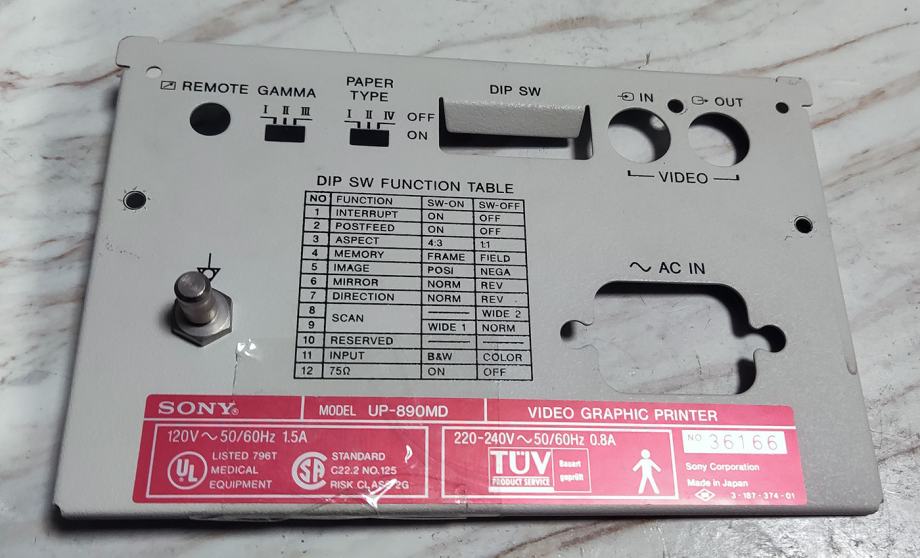 REMOTE GAMMA PAPER TYPE DIP SW IN OUT
I II III I II IV OFF
ON
VIDEO
DIP SW FUNCTION TABLE
NO FUNCTION SW-ON SW-OFF
1 INTERRUPT ON OFF
2 POSTFEED ON OFF
3 ASPECT 4:3 1:1
4 MEMORY FRAME FIELD
5 IMAGE POSI NEGA
6 MIRROR NORM REV
7 DIRECTION NORM REV
8 SCAN ——— WIDE 2
9 WIDE 1 NORM
10 RESERVED ——— ———
11 INPUT B&W COLOR
12 75Ω ON OFF
∼ AC IN
SONY® MODEL UP-890MD VIDEO GRAPHIC PRINTER
120V ∼ 50/60Hz 1.5A
UL LISTED 796T
MEDICAL
EQUIPMENT
SA STANDARD
C22.2 NO.125
RISK CLASS 2G
220-240V ∼ 50/60Hz 0.8A
TÜV
PRODUCT SERVICE
Bauart
geprüft
NO 36166
Sony Corporation
Made in Japan
3-187-374-01